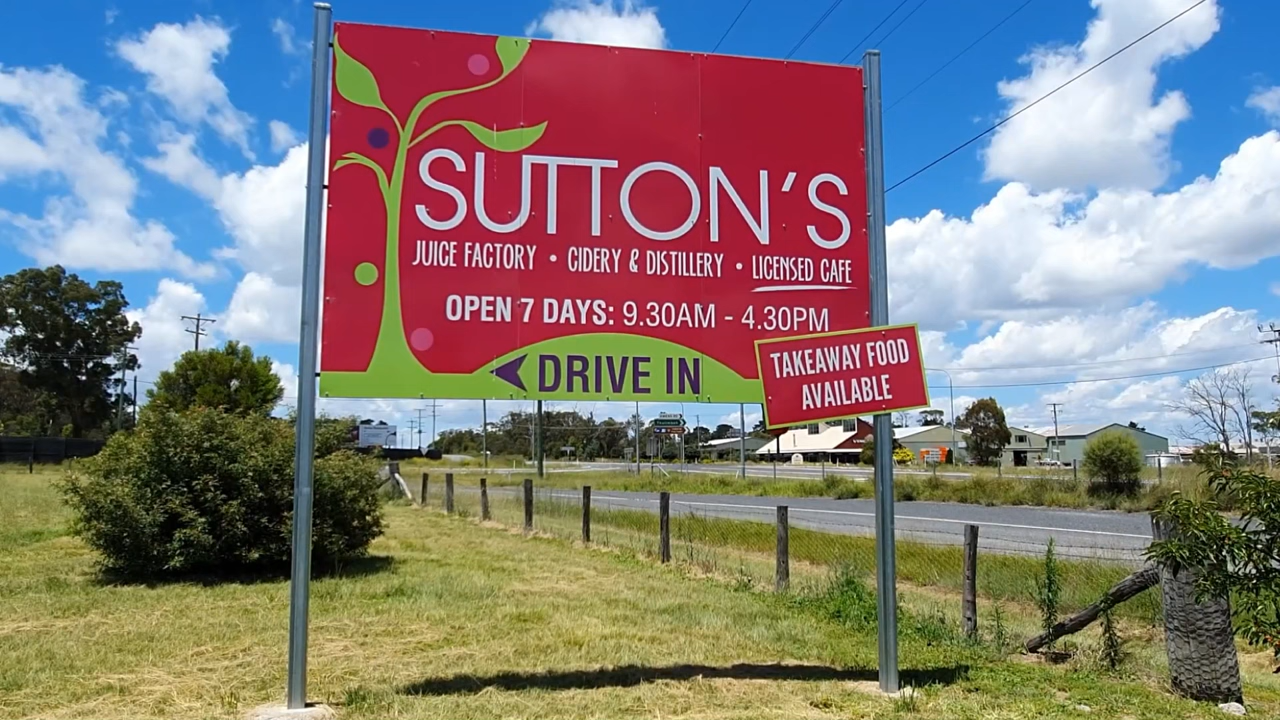 SUTTON'S
JUICE FACTORY • CIDERY & DISTILLERY • LICENSED CAFE
OPEN 7 DAYS: 9.30AM - 4.30PM
DRIVE IN
TAKEAWAY FOOD
AVAILABLE